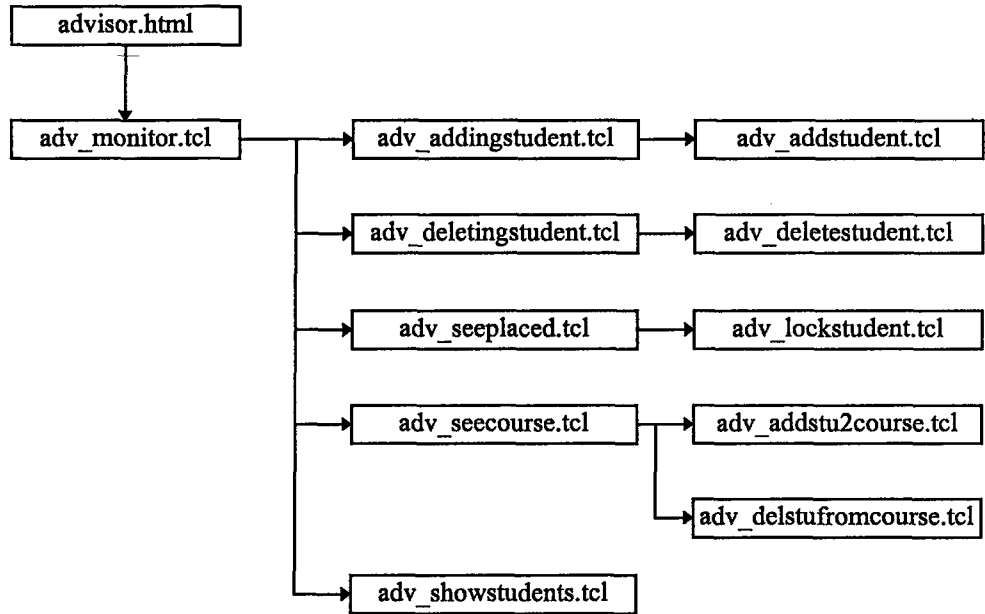 advisor.html
adv_monitor.tcl
adv_addingstudent.tcl
adv_addstudent.tcl
adv_deletingstudent.tcl
adv_deletestudent.tcl
adv_seeplaced.tcl
adv_lockstudent.tcl
adv_seecourse.tcl
adv_addstu2course.tcl
adv_delstufromcourse.tcl
adv_showstudents.tcl